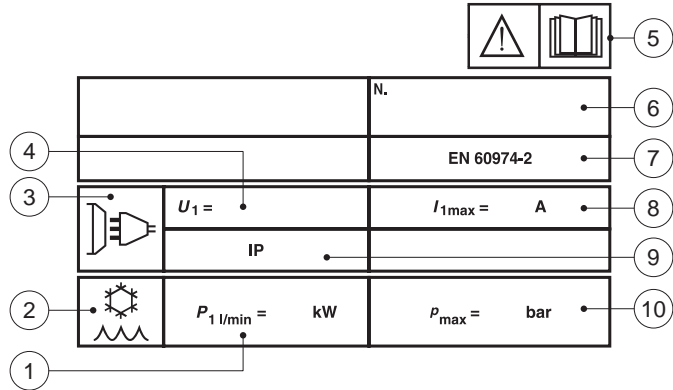 5
N.
6
4
EN 60974-2
7
3
U1 =
I1max = A
8
IP
9
2
P1 l/min = kW
pmax = bar
10
1